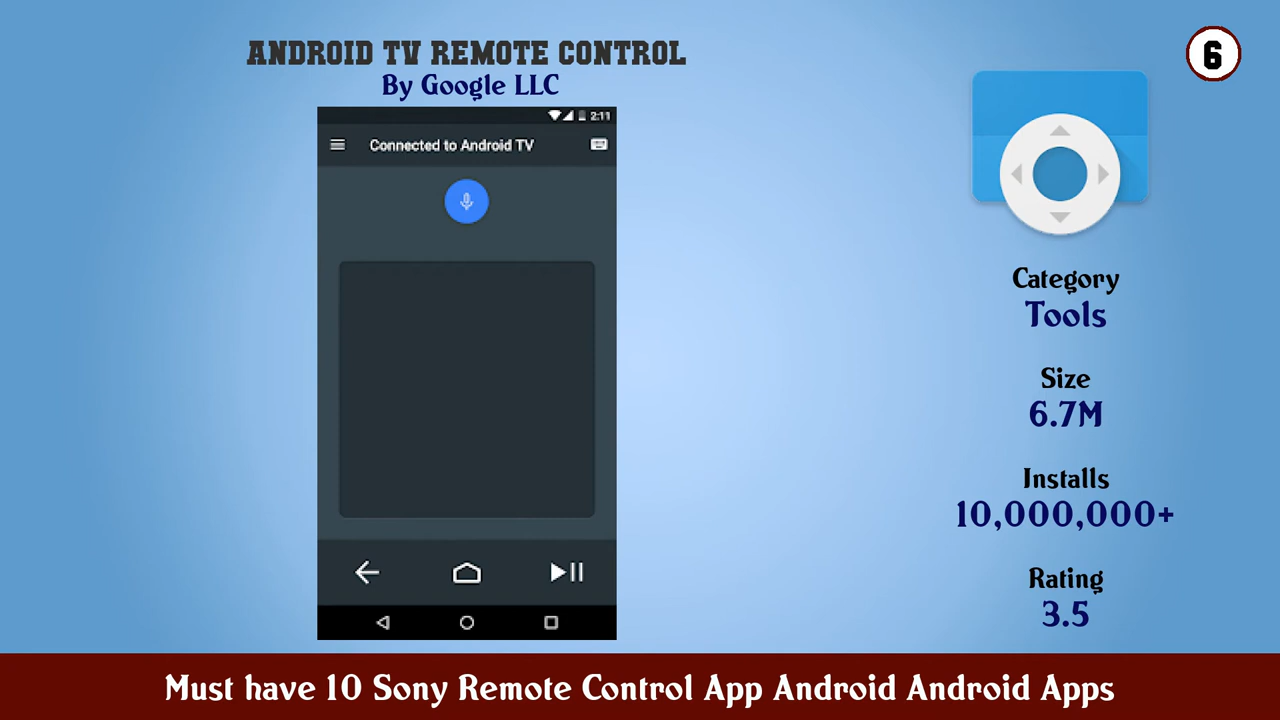 ANDROID TV REMOTE CONTROL
By Google LLC
6
2:11
Connected to Android TV
Category
Tools
Size
6.7M
Installs
10,000,000+
Rating
3.5
Must have 10 Sony Remote Control App Android Android Apps